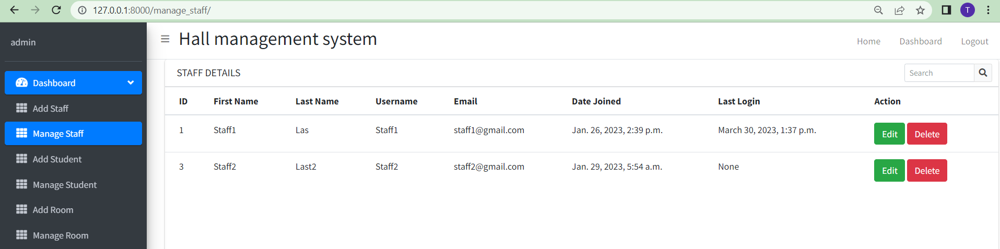 127.0.0.1:8000/manage_staff/
T
admin
Hall management system
Home Dashboard Logout
Dashboard
Add Staff
Manage Staff
Add Student
Manage Student
Add Room
Manage Room
STAFF DETAILS
Search
ID First Name Last Name Username Email Date Joined Last Login Action
1 Staff1 Las Staff1 staff1@gmail.com Jan. 26, 2023, 2:39 p.m. March 30, 2023, 1:37 p.m. Edit Delete
3 Staff2 Last2 Staff2 staff2@gmail.com Jan. 29, 2023, 5:54 a.m. None Edit Delete